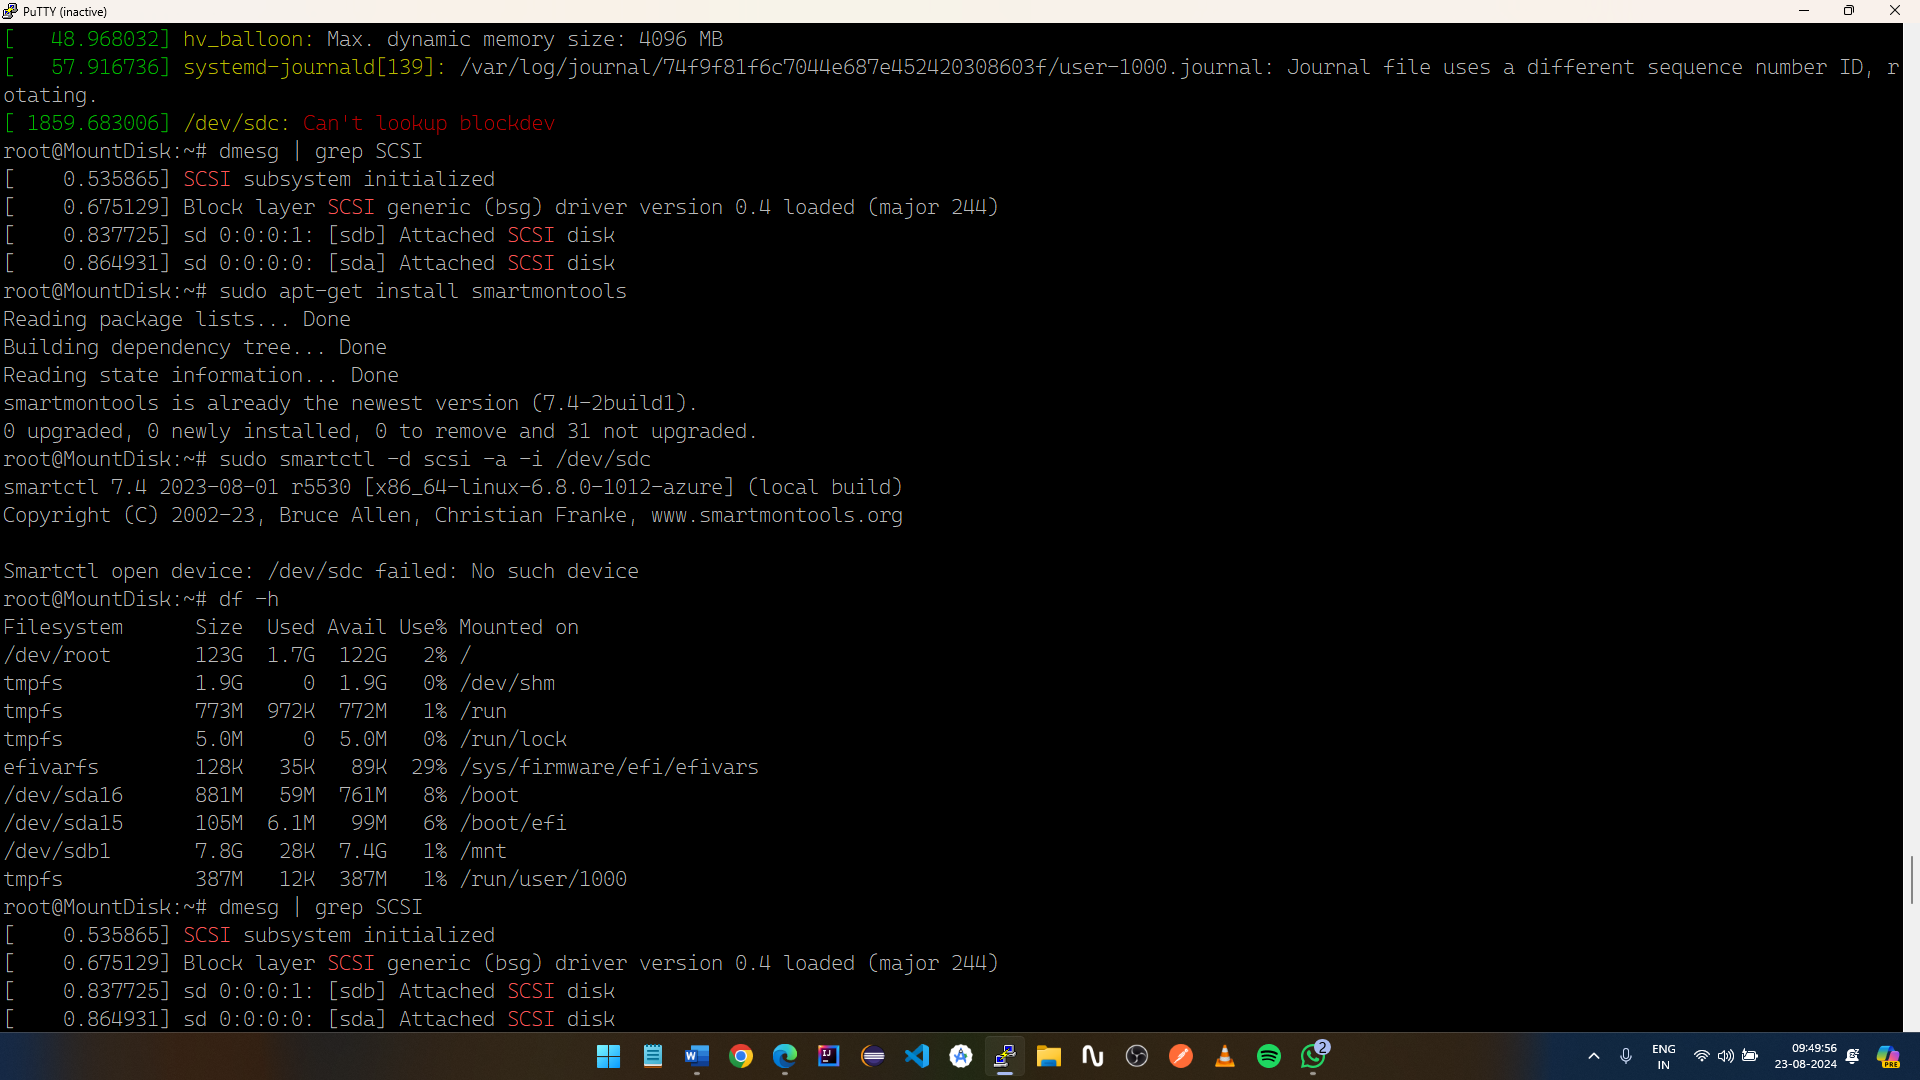 PuTTY (inactive)
[   48.968032] hv_balloon: Max. dynamic memory size: 4096 MB
[   57.916736] systemd-journald[139]: /var/log/journal/74f9f81f6c7044e687e452420308603f/user-1000.journal: Journal file uses a different sequence number ID, r
otating.
[ 1859.683006] /dev/sdc: Can't lookup blockdev
root@MountDisk:~# dmesg | grep SCSI
[    0.535865] SCSI subsystem initialized
[    0.675129] Block layer SCSI generic (bsg) driver version 0.4 loaded (major 244)
[    0.837725] sd 0:0:0:1: [sdb] Attached SCSI disk
[    0.864931] sd 0:0:0:0: [sda] Attached SCSI disk
root@MountDisk:~# sudo apt-get install smartmontools
Reading package lists... Done
Building dependency tree... Done
Reading state information... Done
smartmontools is already the newest version (7.4-2build1).
0 upgraded, 0 newly installed, 0 to remove and 31 not upgraded.
root@MountDisk:~# sudo smartctl -d scsi -a -i /dev/sdc
smartctl 7.4 2023-08-01 r5530 [x86_64-linux-6.8.0-1012-azure] (local build)
Copyright (C) 2002-23, Bruce Allen, Christian Franke, www.smartmontools.org
Smartctl open device: /dev/sdc failed: No such device
root@MountDisk:~# df -h
Filesystem      Size  Used Avail Use% Mounted on
/dev/root       123G  1.7G  122G   2% /
tmpfs           1.9G     0  1.9G   0% /dev/shm
tmpfs           773M  972K  772M   1% /run
tmpfs           5.0M     0  5.0M   0% /run/lock
efivarfs        128K   35K   89K  29% /sys/firmware/efi/efivars
/dev/sda16      881M   59M  761M   8% /boot
/dev/sda15      105M  6.1M   99M   6% /boot/efi
/dev/sdb1       7.8G   28K  7.4G   1% /mnt
tmpfs           387M   12K  387M   1% /run/user/1000
root@MountDisk:~# dmesg | grep SCSI
[    0.535865] SCSI subsystem initialized
[    0.675129] Block layer SCSI generic (bsg) driver version 0.4 loaded (major 244)
[    0.837725] sd 0:0:0:1: [sdb] Attached SCSI disk
[    0.864931] sd 0:0:0:0: [sda] Attached SCSI disk
2
ENG
IN
09:49:56
23-08-2024
PRE